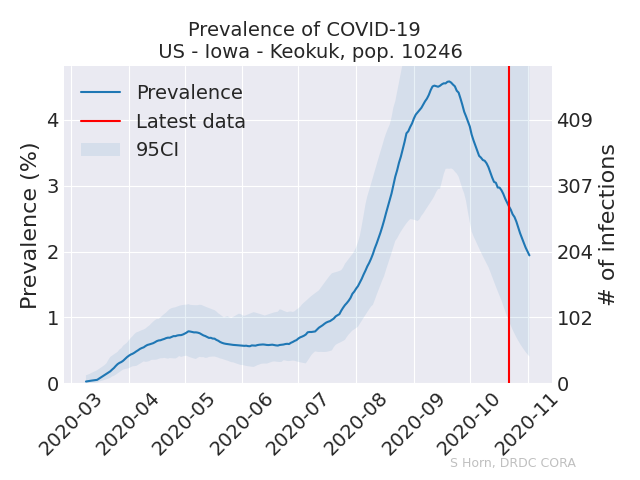 Prevalence of COVID-19
US - Iowa - Keokuk, pop. 10246
Prevalence
Latest data
95CI
Prevalence (%)
4
3
2
1
0
# of infections
409
307
204
102
0
2020-03
2020-04
2020-05
2020-06
2020-07
2020-08
2020-09
2020-10
2020-11
S Horn, DRDC CORA